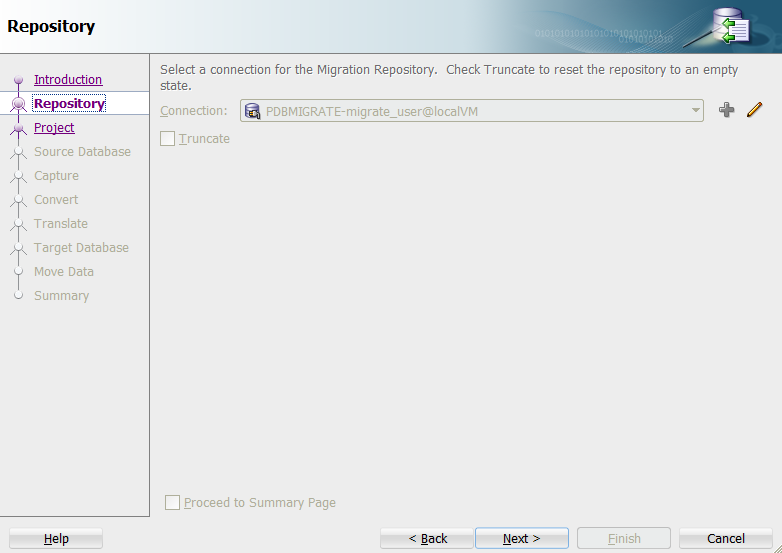 Repository
010101010101010101010101
01010101010
Introduction
Repository
Project
Source Database
Capture
Convert
Translate
Target Database
Move Data
Summary
Select a connection for the Migration Repository. Check Truncate to reset the repository to an empty
state.
Connection: PDBMIGRATE-migrate_user@localVM
Truncate
Proceed to Summary Page
Help < Back Next > Finish Cancel